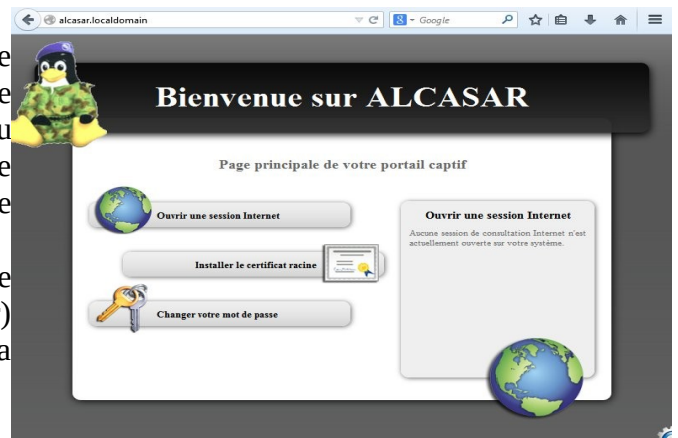 alcasar.localdomain
Google
e
e
u
e
e
e
)
a
Bienvenue sur ALCASAR
Page principale de votre portail captif
Ouvrir une session Internet
Installer le certificat racine
Changer votre mot de passe
Ouvrir une session Internet
Aucune session de consultation Internet n'est
actuellement ouverte sur votre système.